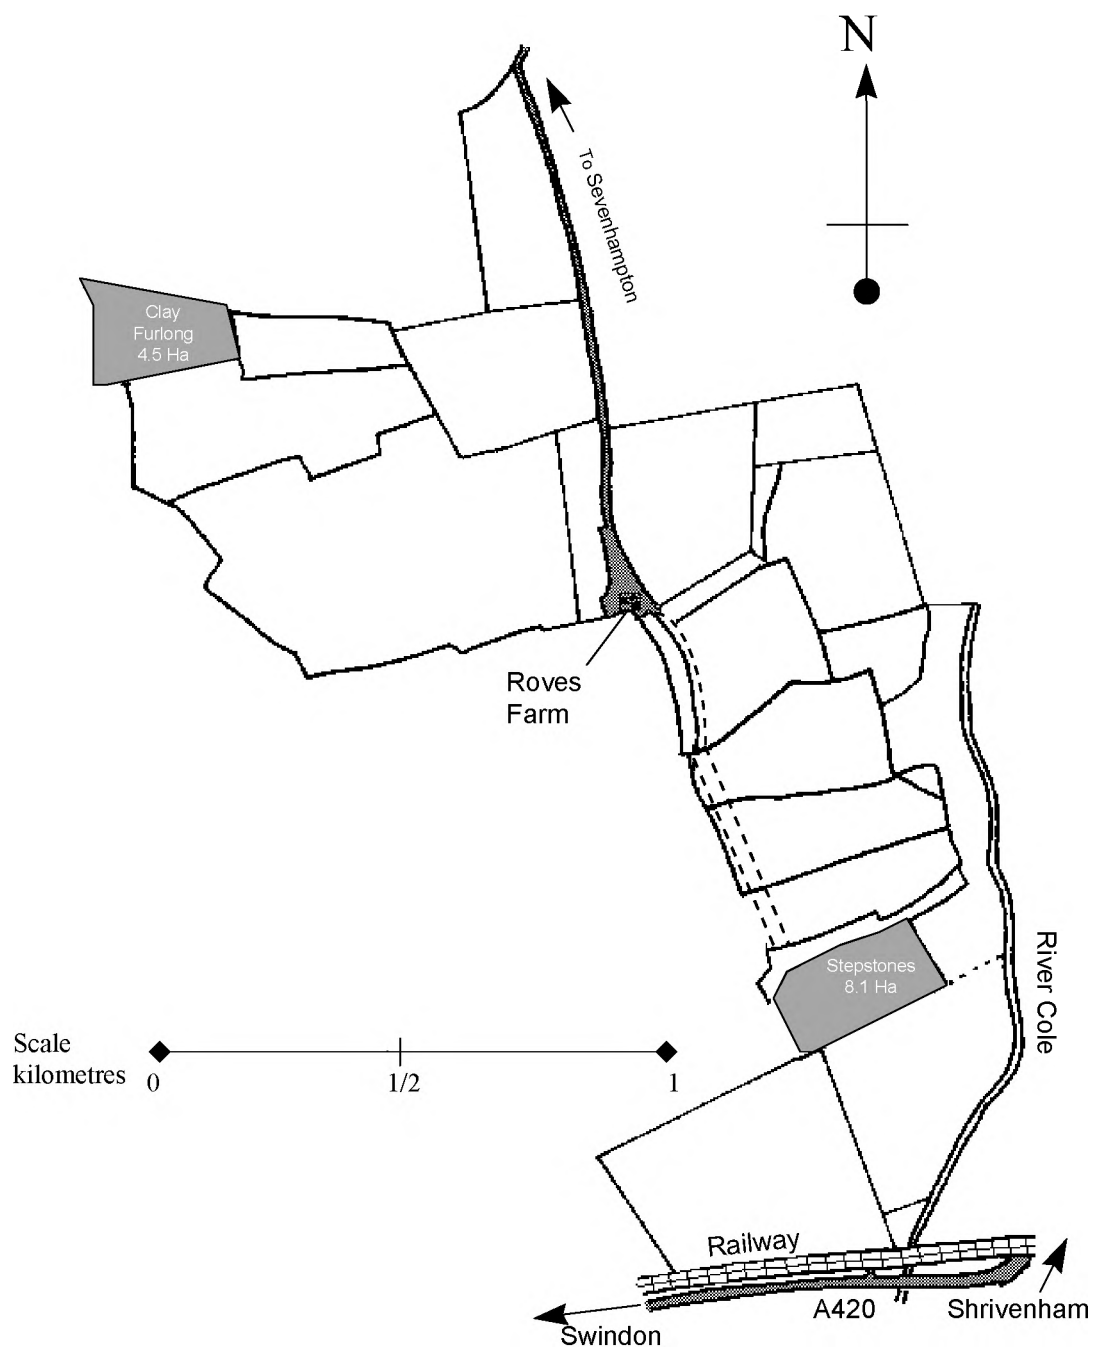 N
To Sevenhampton
Clay
Furlong
4.5 Ha
Roves
Farm
Stepstones
8.1 Ha
River Cole
Scale
kilometres
0
1/2
1
Railway
A420
Shrivenham
Swindon